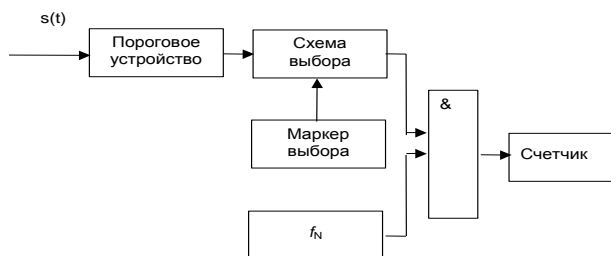 s(t)
Пороговое
устройство
Схема
выбора
&
Маркер
выбора
Счетчик
fN